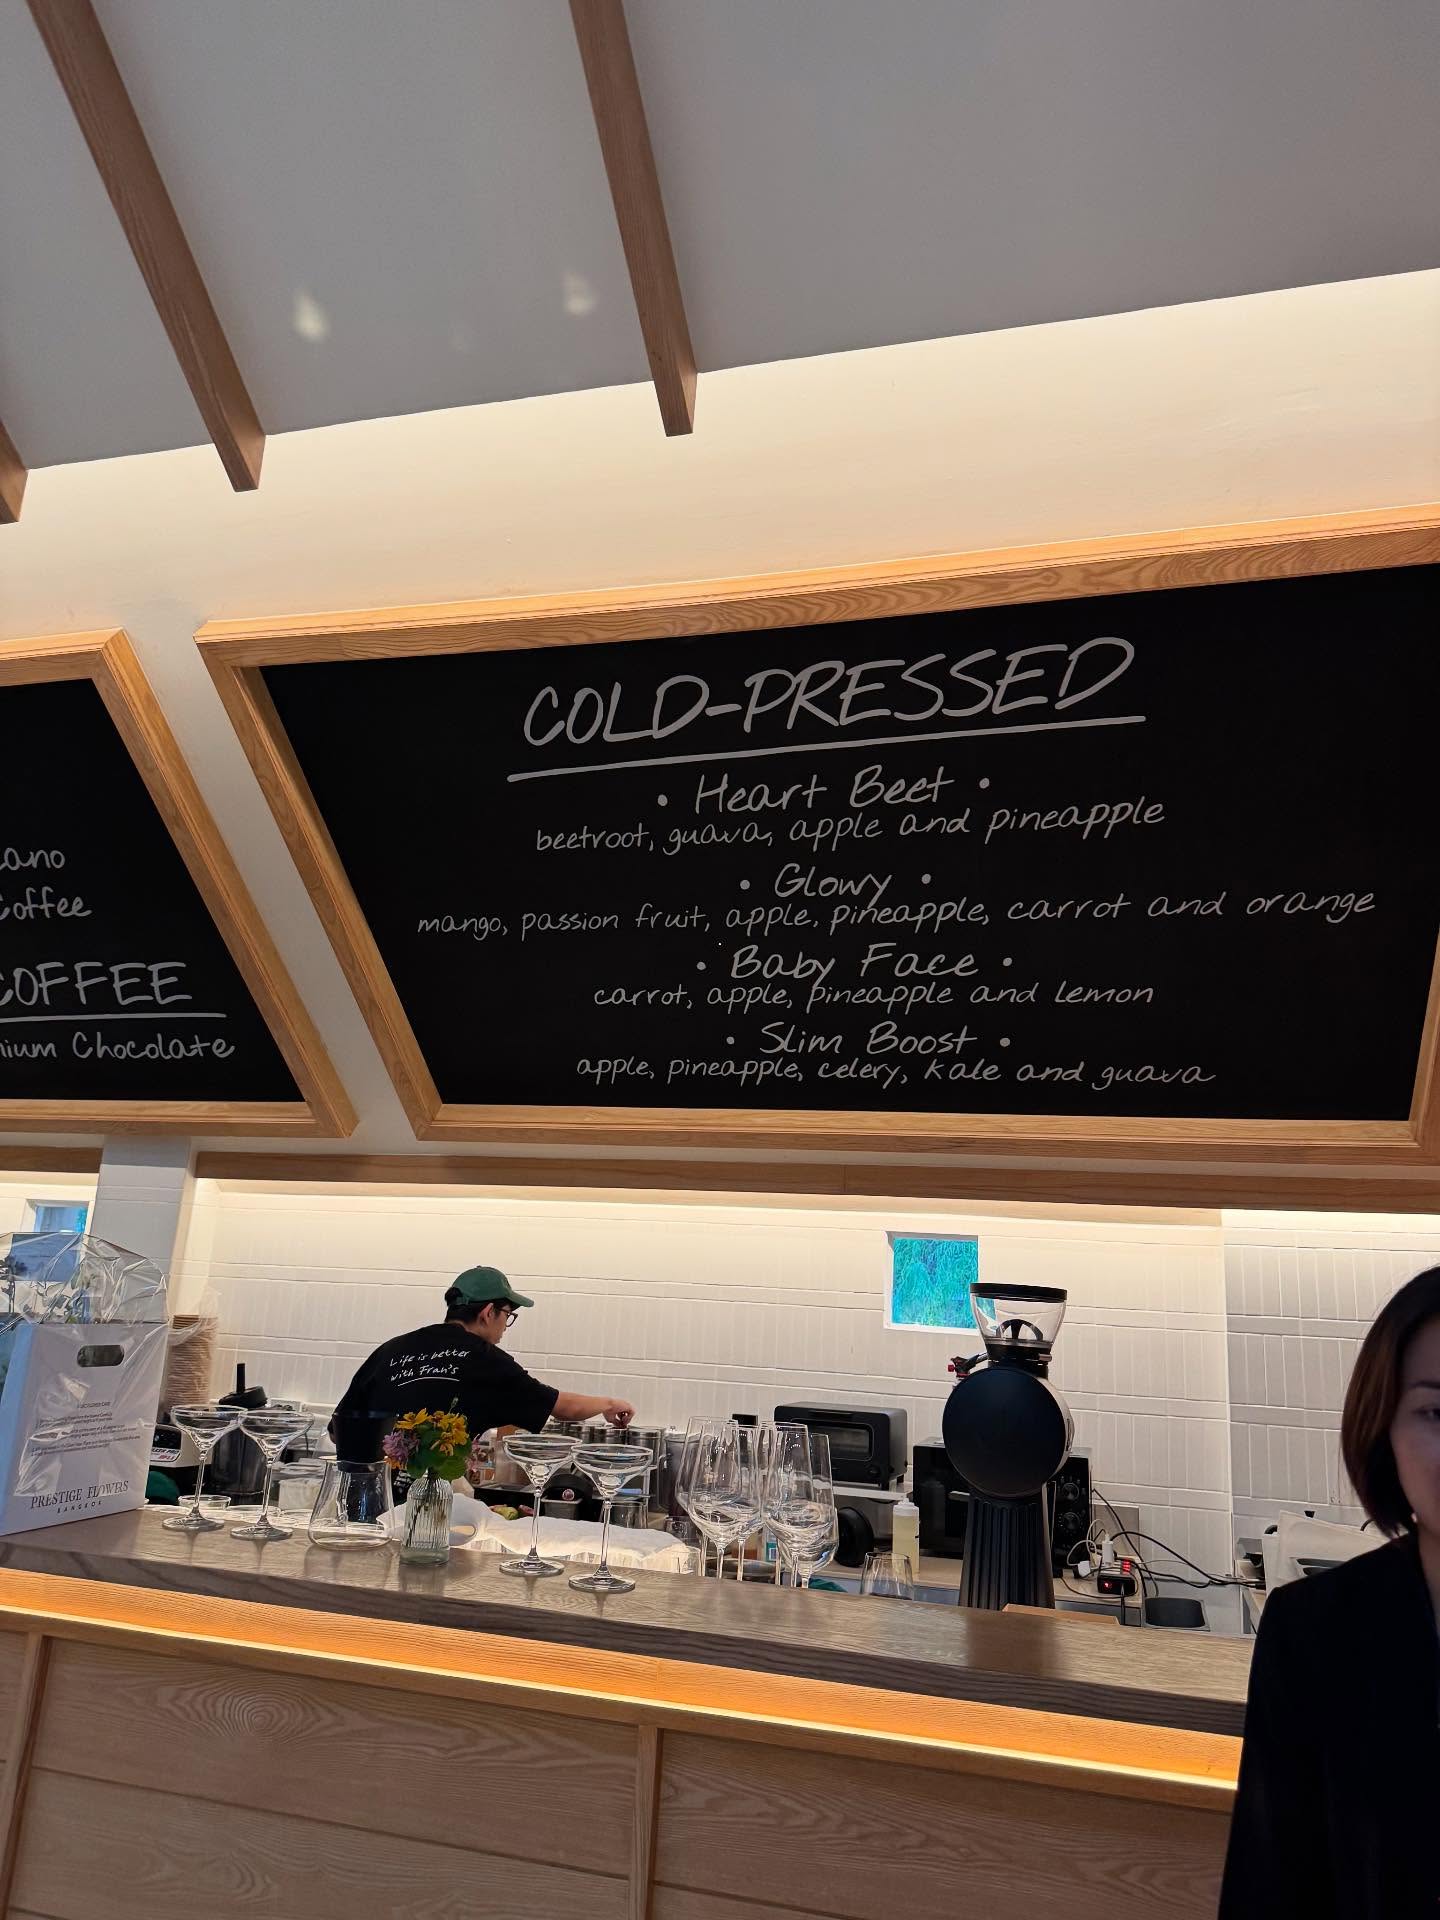 Coffee
COFFEE
Chocolate
COLD-PRESSED
• Heart Beet •
beetroot, guava, apple and pineapple
• Glowy •
mango, passion fruit, apple, pineapple, carrot and orange
• Baby Face •
carrot, apple, pineapple and lemon
• Slim Boost •
apple, pineapple, celery, kale and guava
Life is better
with Fran's
PRESTIGE FLOWERS
BANGKOK